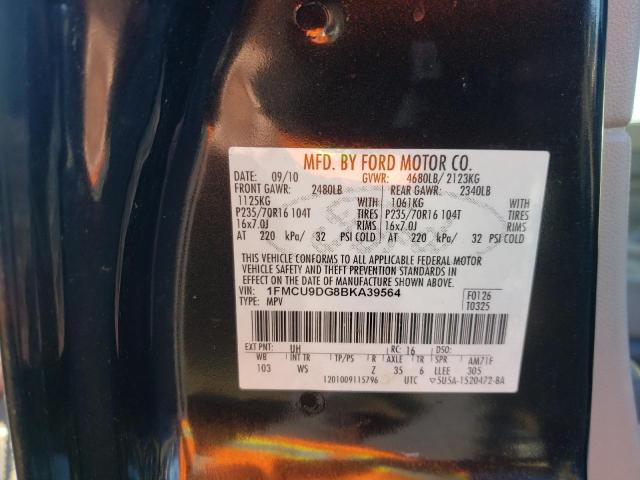 MFD. BY FORD MOTOR CO.
DATE: 09/10 GVWR: 4680LB/ 2123KG
FRONT GAWR: 2480LB REAR GAWR: 2340LB
1125KG WITH 1061KG WITH
P235/70R16 104T TIRES P235/70R16 104T TIRES
16x7.0J RIMS 16x7.0J RIMS
AT 220 kPa/ 32 PSI COLD AT 220 kPa/ 32 PSI COLD
THIS VEHICLE CONFORMS TO ALL APPLICABLE FEDERAL MOTOR
VEHICLE SAFETY AND THEFT PREVENTION STANDARDS IN
EFFECT ON THE DATE OF MANUFACTURE SHOWN ABOVE.
VIN: 1FMCU9DG8BKA39564 F0126
TYPE: MPV T0325
EXT PNT: UH RC: 16 DSO:
WB INT TR TP/PS R AXLE TR SPR AM71F
103 WS Z 35 6 LLEE 305
1201009115796 UTC ▽5U5A-1520472-BA